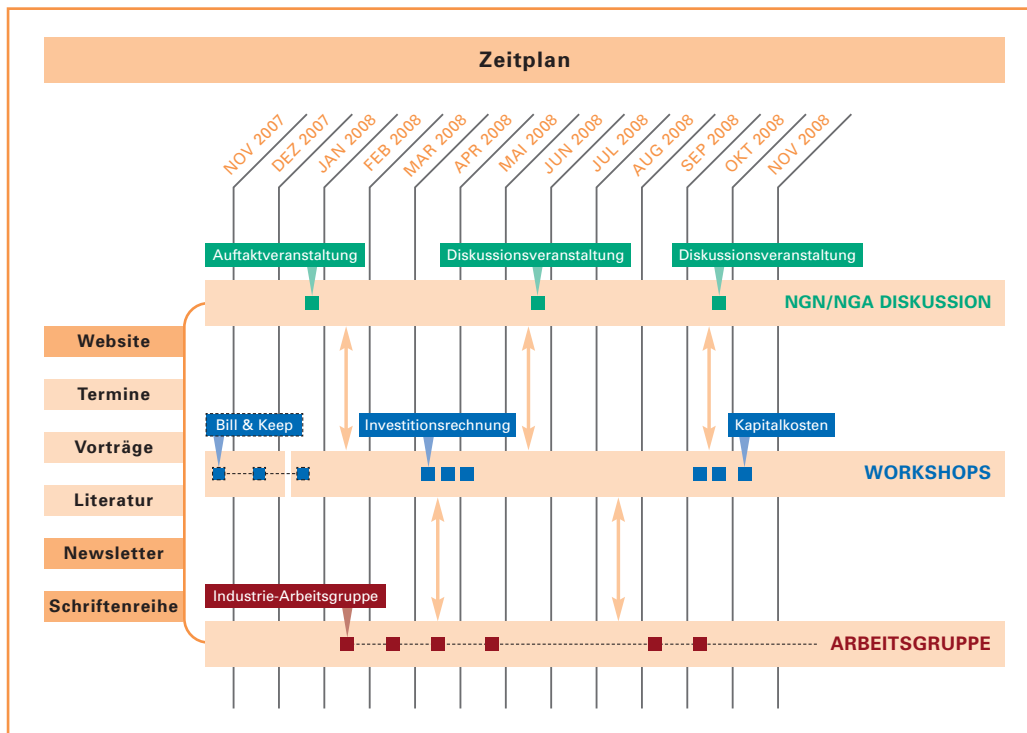 Zeitplan
NOV 2007
DEZ 2007
JAN 2008
FEB 2008
MAR 2008
APR 2008
MAI 2008
JUN 2008
JUL 2008
AUG 2008
SEP 2008
OKT 2008
NOV 2008
Auftaktveranstaltung
Diskussionsveranstaltung
Diskussionsveranstaltung
NGN/NGA DISKUSSION
Website
Termine
Vorträge
Literatur
Newsletter
Schriftenreihe
Bill & Keep
Investitionsrechnung
Kapitalkosten
WORKSHOPS
Industrie-Arbeitsgruppe
ARBEITSGRUPPE